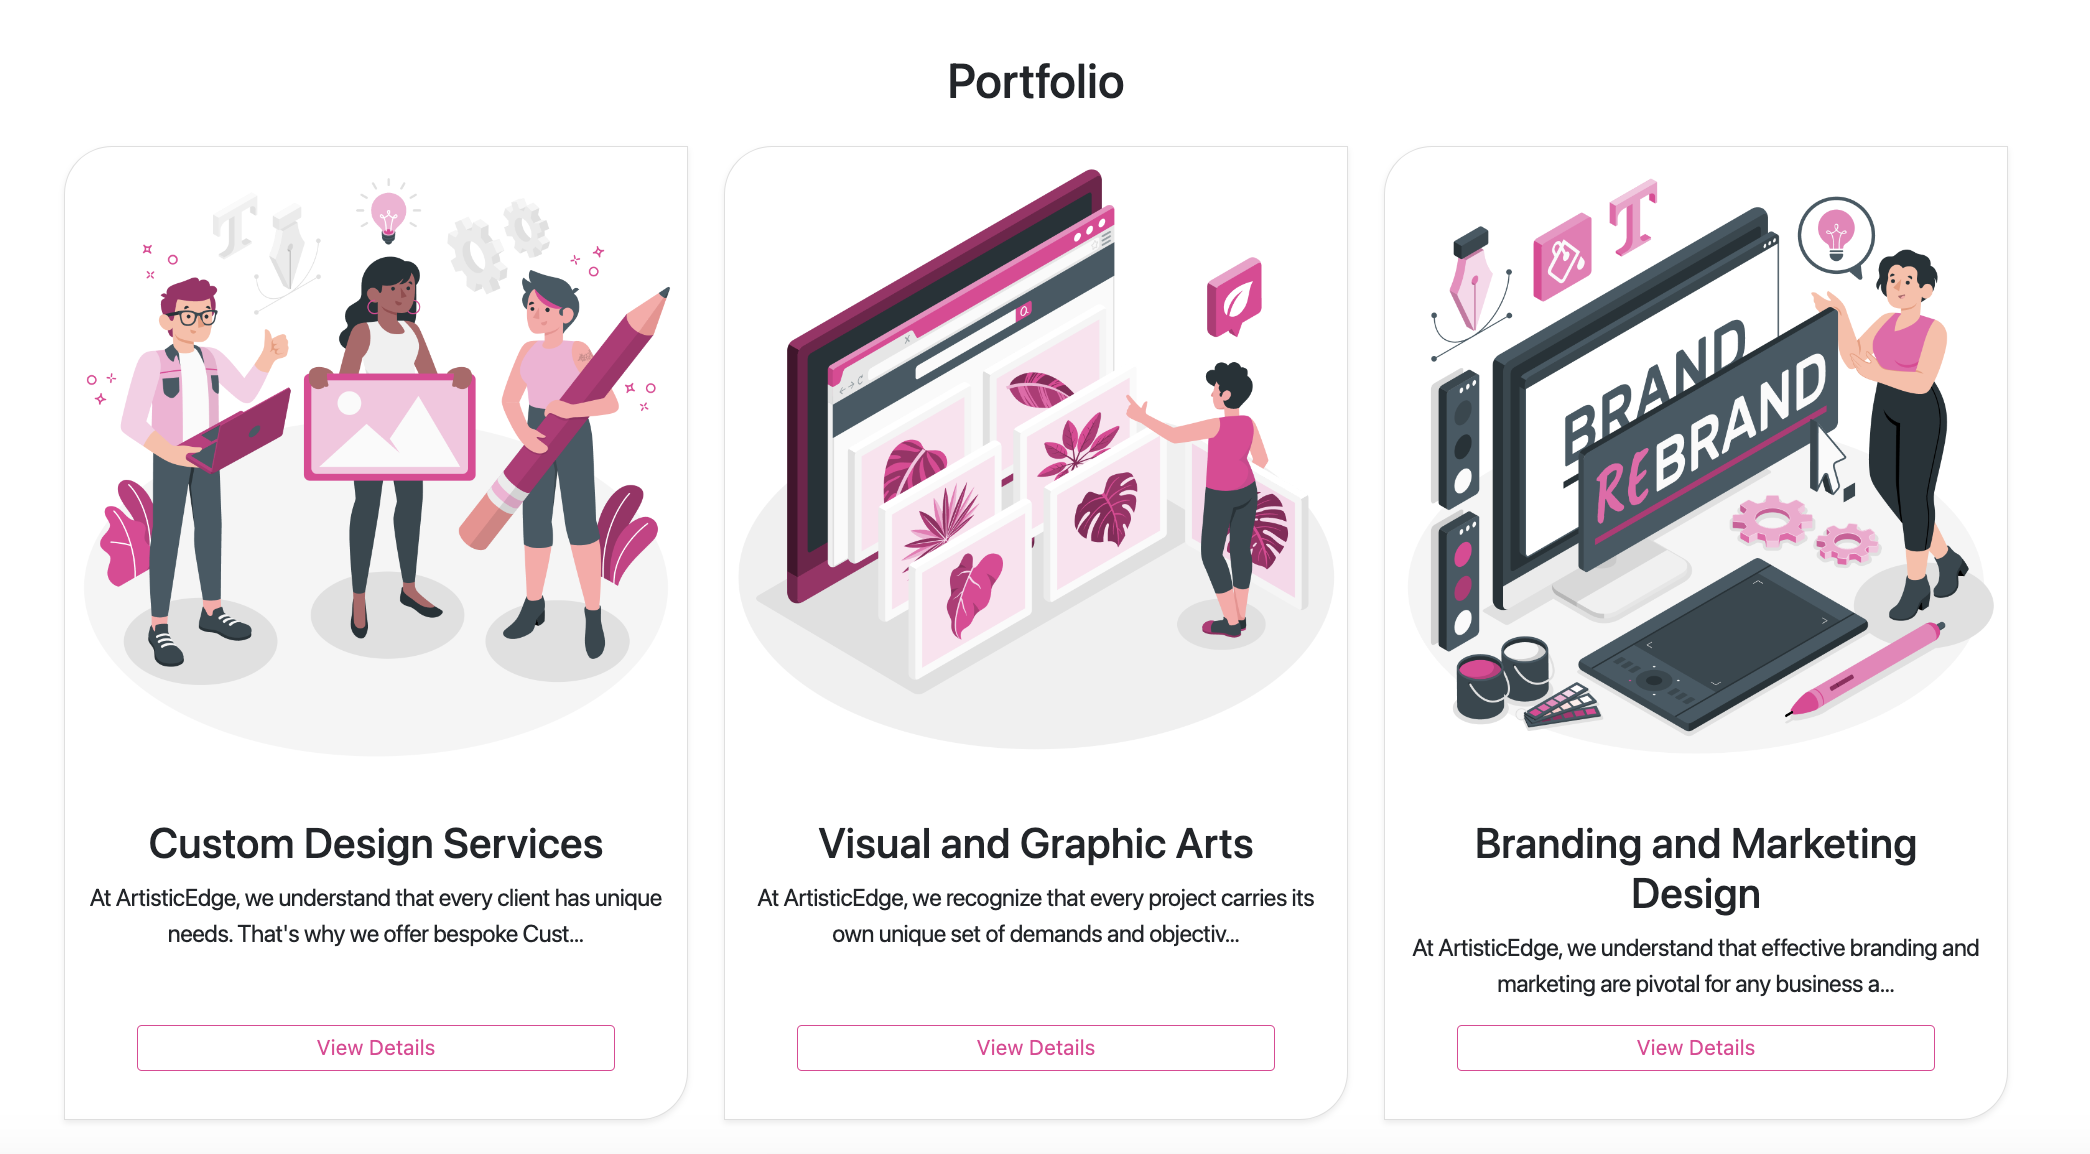 Portfolio
T
T
BRAND
REBRAND
Custom Design Services
At ArtisticEdge, we understand that every client has unique
needs. That's why we offer bespoke Cust...
View Details
Visual and Graphic Arts
At ArtisticEdge, we recognize that every project carries its
own unique set of demands and objectiv...
View Details
Branding and Marketing
Design
At ArtisticEdge, we understand that effective branding and
marketing are pivotal for any business a...
View Details